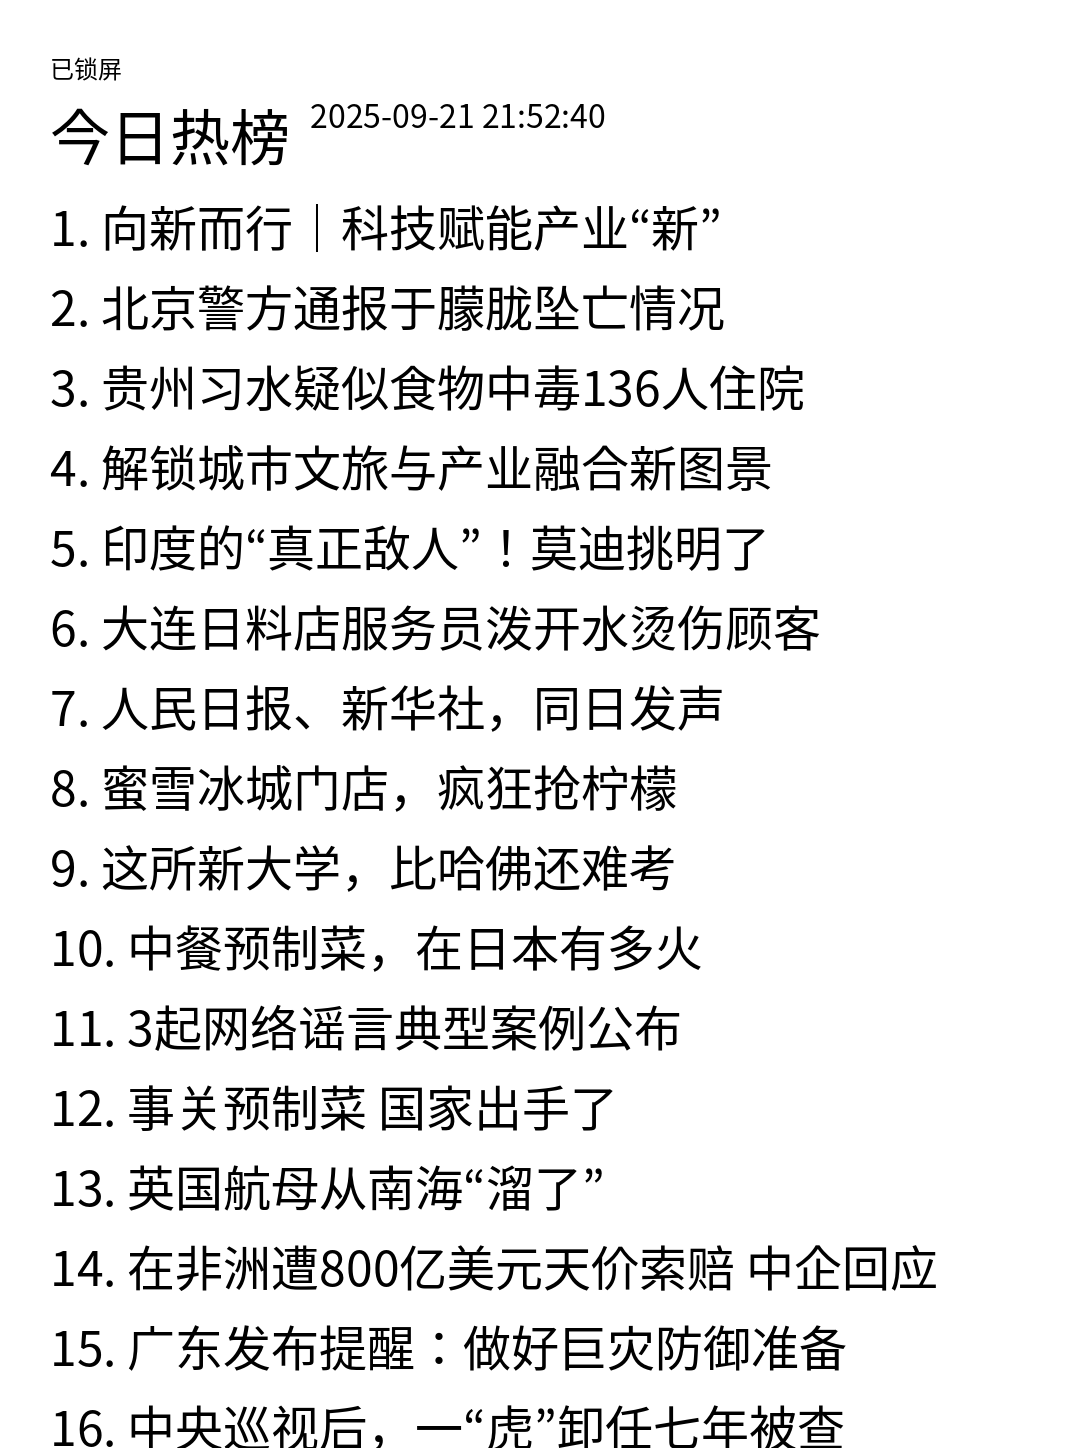 已锁屏
今日热榜 2025-09-21 21:52:40
1. 向新而行｜科技赋能产业“新”
2. 北京警方通报于朦胧坠亡情况
3. 贵州习水疑似食物中毒136人住院
4. 解锁城市文旅与产业融合新图景
5. 印度的“真正敌人”！莫迪挑明了
6. 大连日料店服务员泼开水烫伤顾客
7. 人民日报、新华社，同日发声
8. 蜜雪冰城门店，疯狂抢柠檬
9. 这所新大学，比哈佛还难考
10. 中餐预制菜，在日本有多火
11. 3起网络谣言典型案例公布
12. 事关预制菜 国家出手了
13. 英国航母从南海“溜了”
14. 在非洲遭800亿美元天价索赔 中企回应
15. 广东发布提醒：做好巨灾防御准备
16. 中央巡视后，一“虎”卸任七年被查